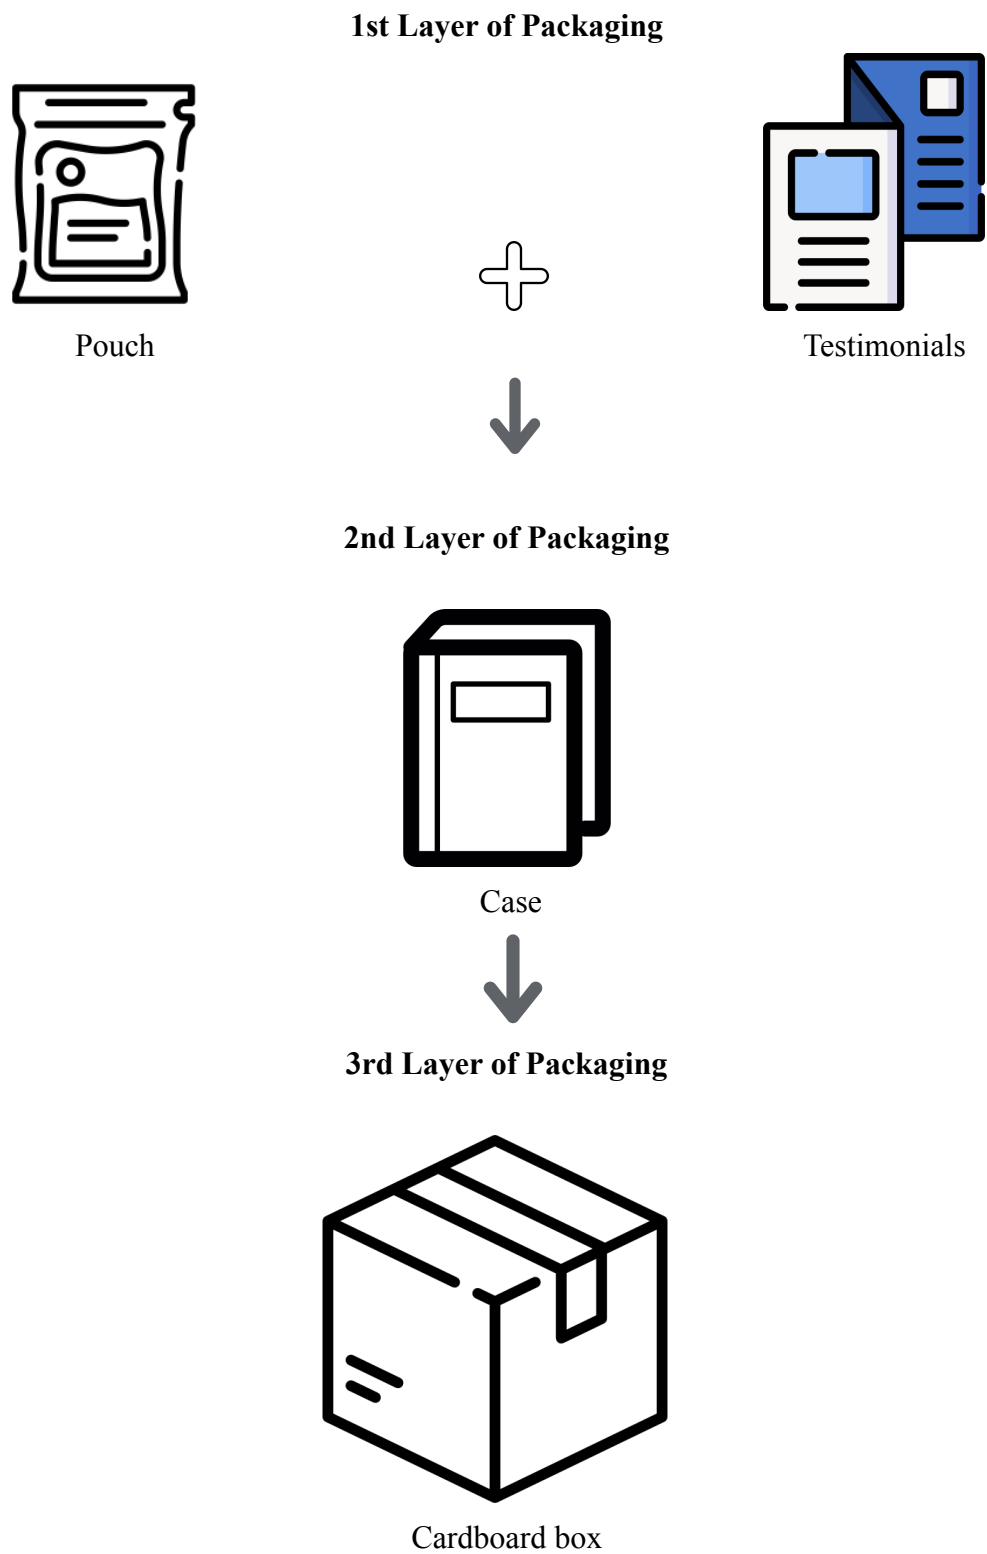 1st Layer of Packaging
Pouch
Testimonials
2nd Layer of Packaging
Case
3rd Layer of Packaging
Cardboard box